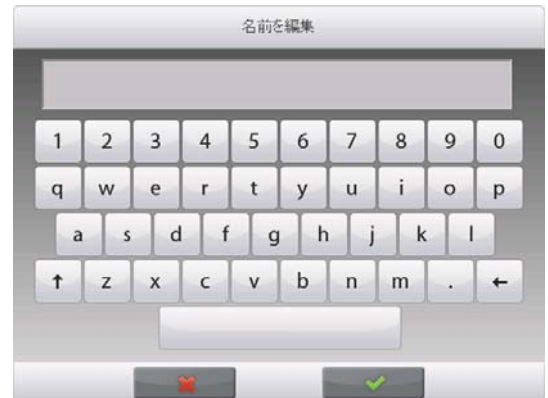 名前を編集
1 2 3 4 5 6 7 8 9 0
q w e r t y u i o p
a s d f g h j k l
↑ z x c v b n m . ←